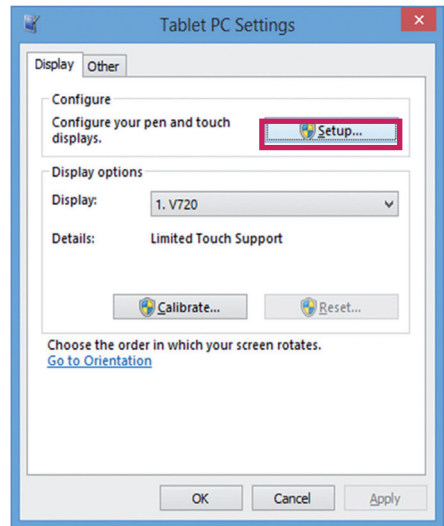 Tablet PC Settings
Display
Other
Configure
Configure your pen and touch
displays.
Setup...
Display options
Display:
1. V720
Details:
Limited Touch Support
Calibrate...
Reset...
Choose the order in which your screen rotates.
Go to Orientation
OK
Cancel
Apply